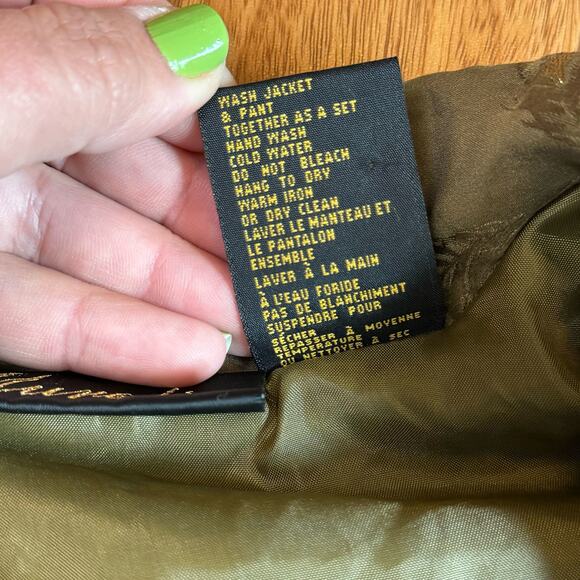 WASH JACKET
& PANT
TOGETHER AS A SET
HAND WASH
COLD WATER
DO NOT BLEACH
HANG TO DRY
WARM IRON
OR DRY CLEAN
LAVER LE MANTEAU ET
LE PANTALON
ENSEMBLE
LAVER À LA MAIN
À L'EAU FORIDE
PAS DE BLANCHIMENT
SUSPENDRE POUR
SÉCHER
REPASSER À MOYENNE
TEMPERATURE
OU NETTOYER À SEC